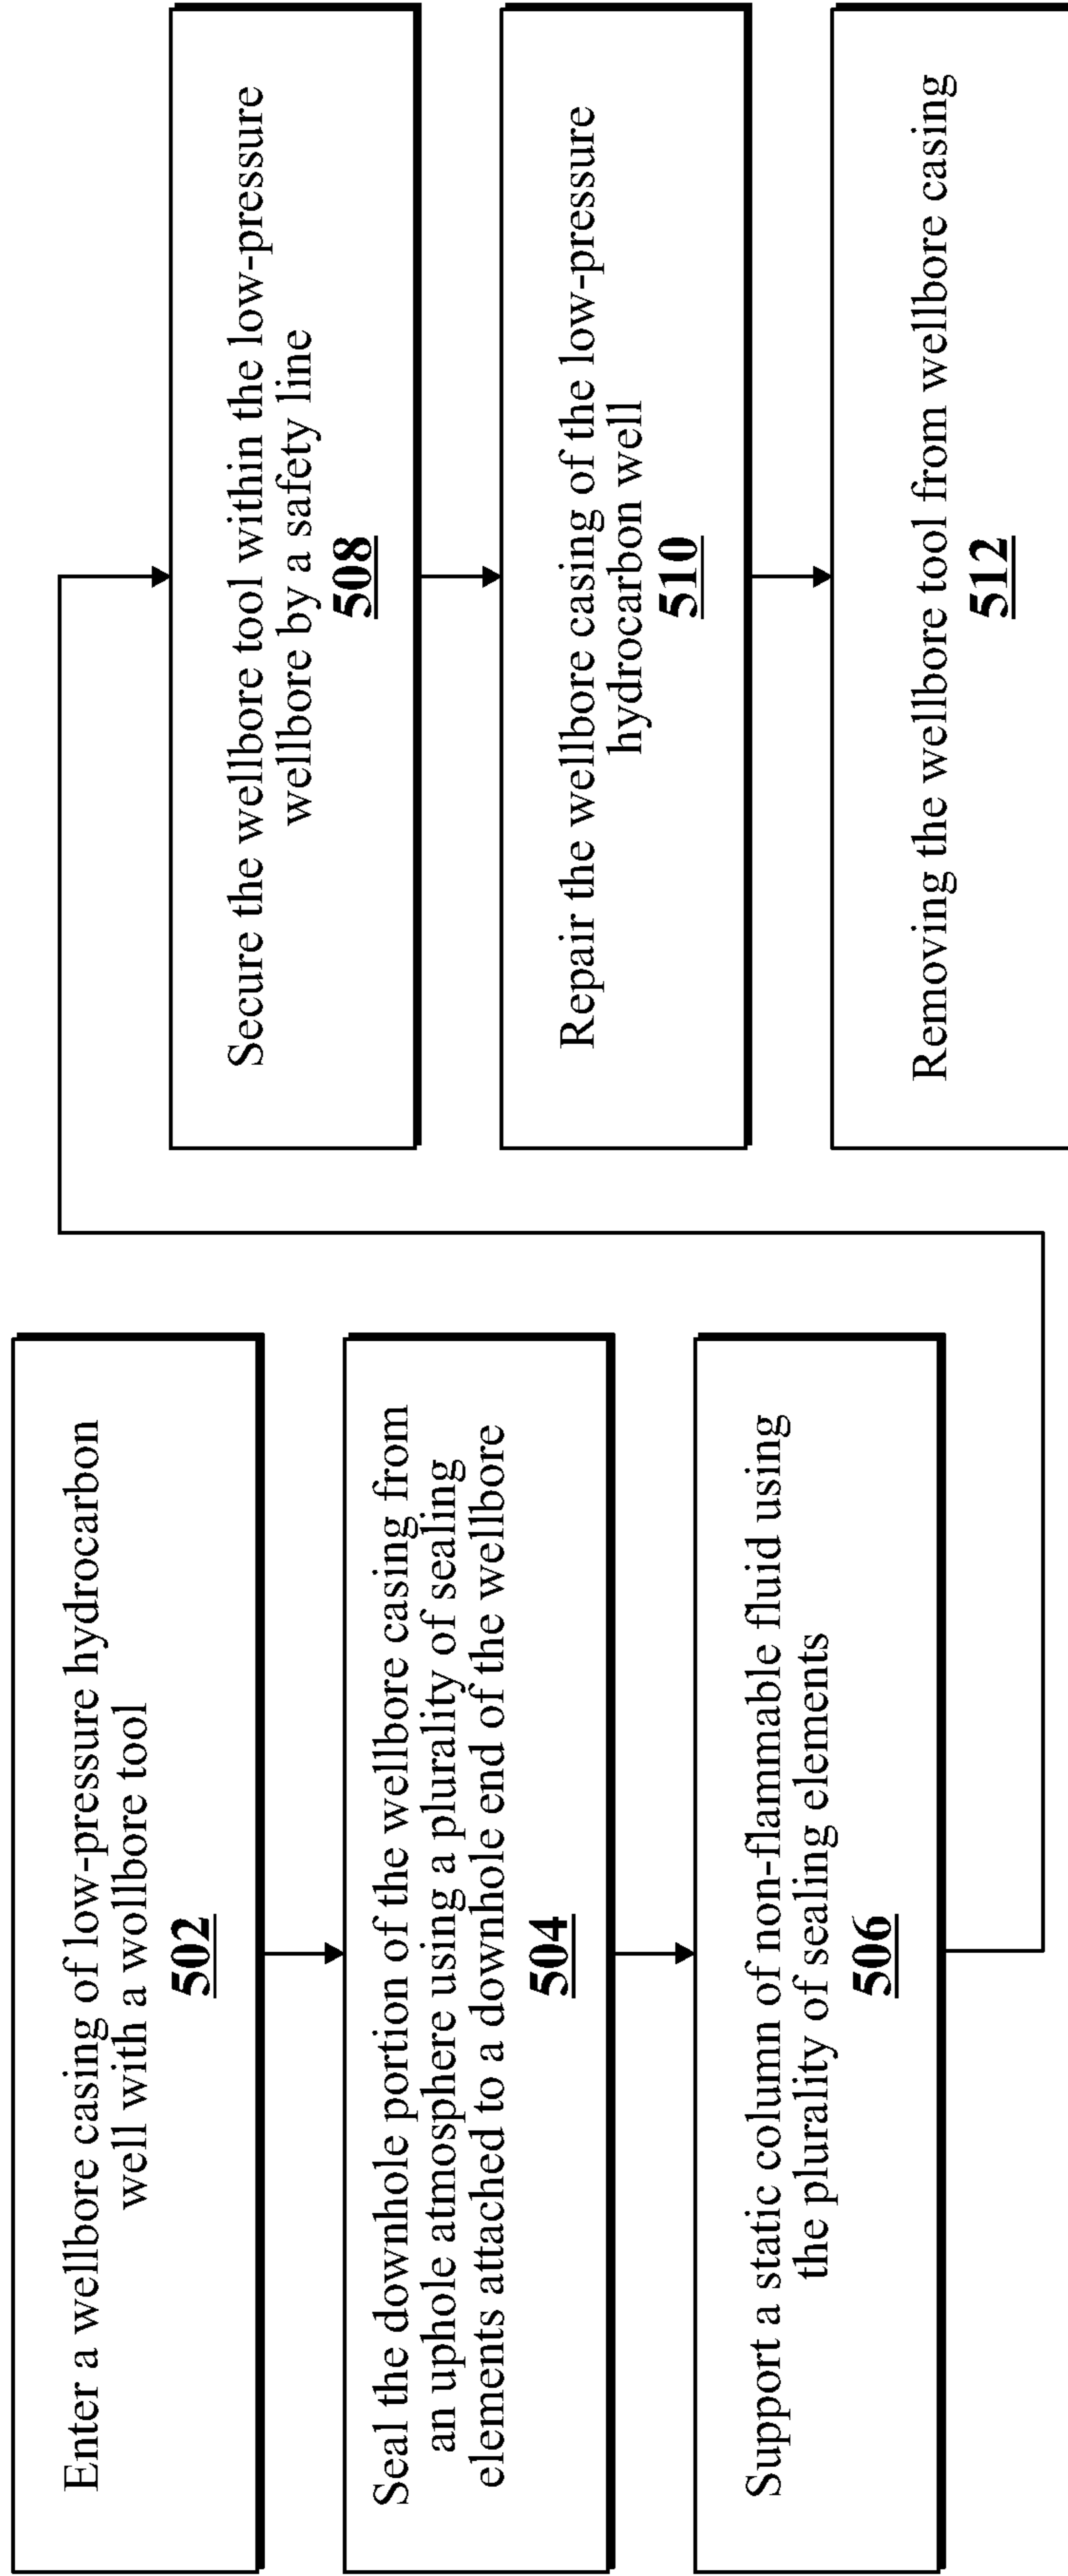 Enter a wellbore casing of low-pressure hydrocarbon
well with a wollbore tool
502
Seal the downhole portion of the wellbore casing from
an uphole atmosphere using a plurality of sealing
elements attached to a downhole end of the wellbore
504
Support a static column of non-flammable fluid using
the plurality of sealing elements
506
Secure the wellbore tool within the low-pressure
wellbore by a safety line
508
Repair the wellbore casing of the low-pressure
hydrocarbon well
510
Removing the wellbore tool from wellbore casing
512